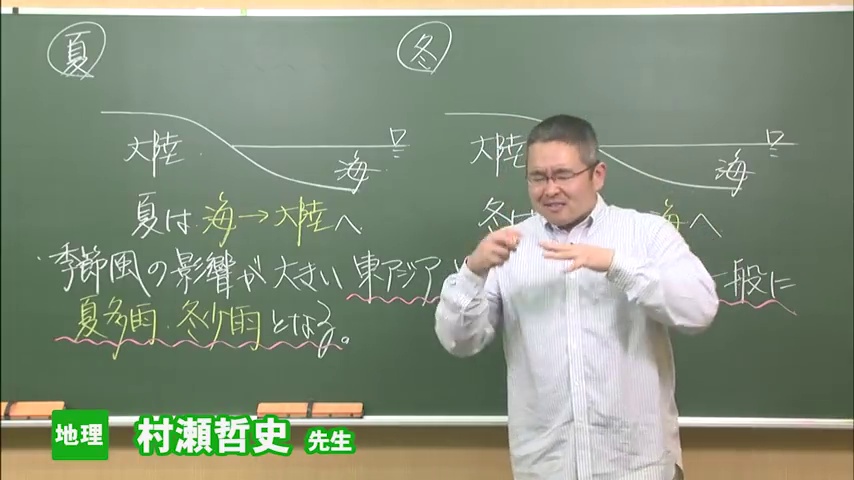 夏
冬
大陸
海
大陸
海
夏は 海→大陸へ
冬は
海へ
・季節風の影響が大きい東アジア
一般に
夏多雨・冬少雨となる。
地理 村瀬哲史 先生